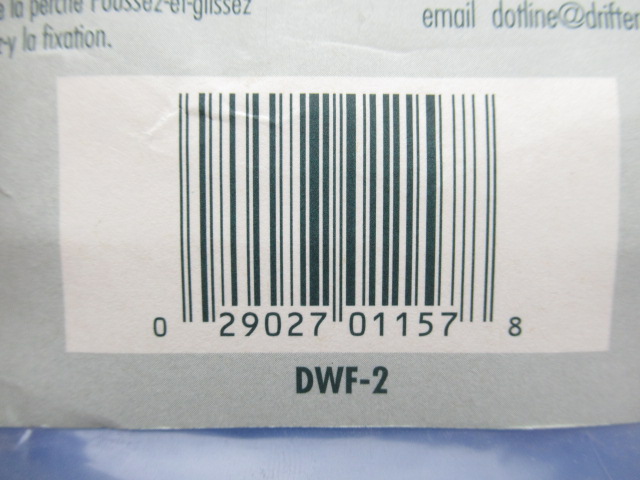 la perche Poussez-et-glissez
email dotline@drifter
la fixation.
0 29027 01157 8
DWF-2